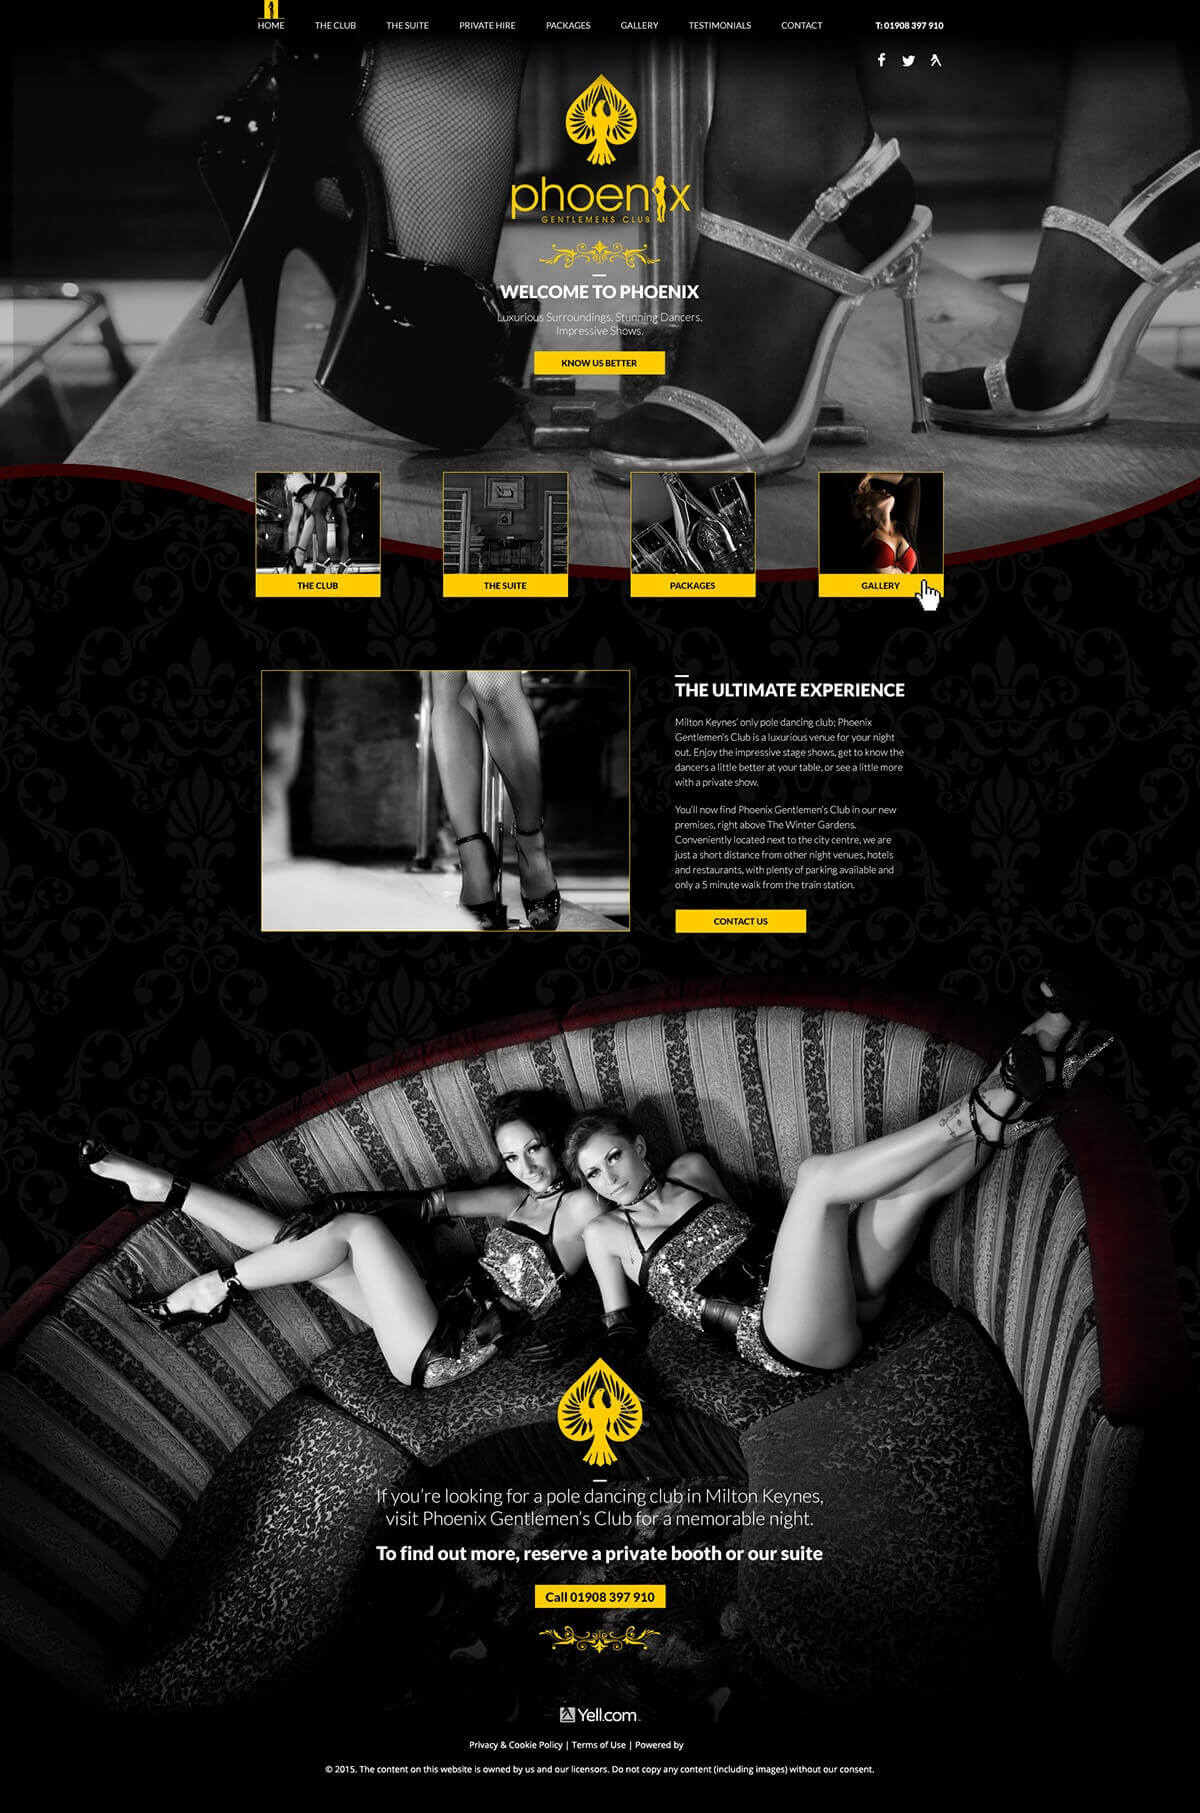 HOME THE CLUB THE SUITE PRIVATE HIRE PACKAGES GALLERY TESTIMONIALS CONTACT T: 01908 397 910
phoenix
GENTLEMENS CLUB
WELCOME TO PHOENIX
Luxurious Surroundings. Stunning Dancers.
Impressive Shows.
KNOW US BETTER
THE CLUB THE SUITE PACKAGES GALLERY
THE ULTIMATE EXPERIENCE
Milton Keynes' only pole dancing club; Phoenix
Gentlemen's Club is a luxurious venue for your night
out. Enjoy the impressive stage shows, get to know the
dancers a little better at your table, or see a little more
with a private show.
You'll now find Phoenix Gentlemen's Club in our new
premises, right above The Winter Gardens.
Conveniently located next to the city centre, we are
just a short distance from other night venues, hotels
and restaurants, with plenty of parking available and
only a 5 minute walk from the train station.
CONTACT US
If you're looking for a pole dancing club in Milton Keynes,
visit Phoenix Gentlemen's Club for a memorable night.
To find out more, reserve a private booth or our suite
Call 01908 397 910
Yell.com
Privacy & Cookie Policy | Terms of Use | Powered by
© 2015. The content on this website is owned by us and our licensors. Do not copy any content (including images) without our consent.